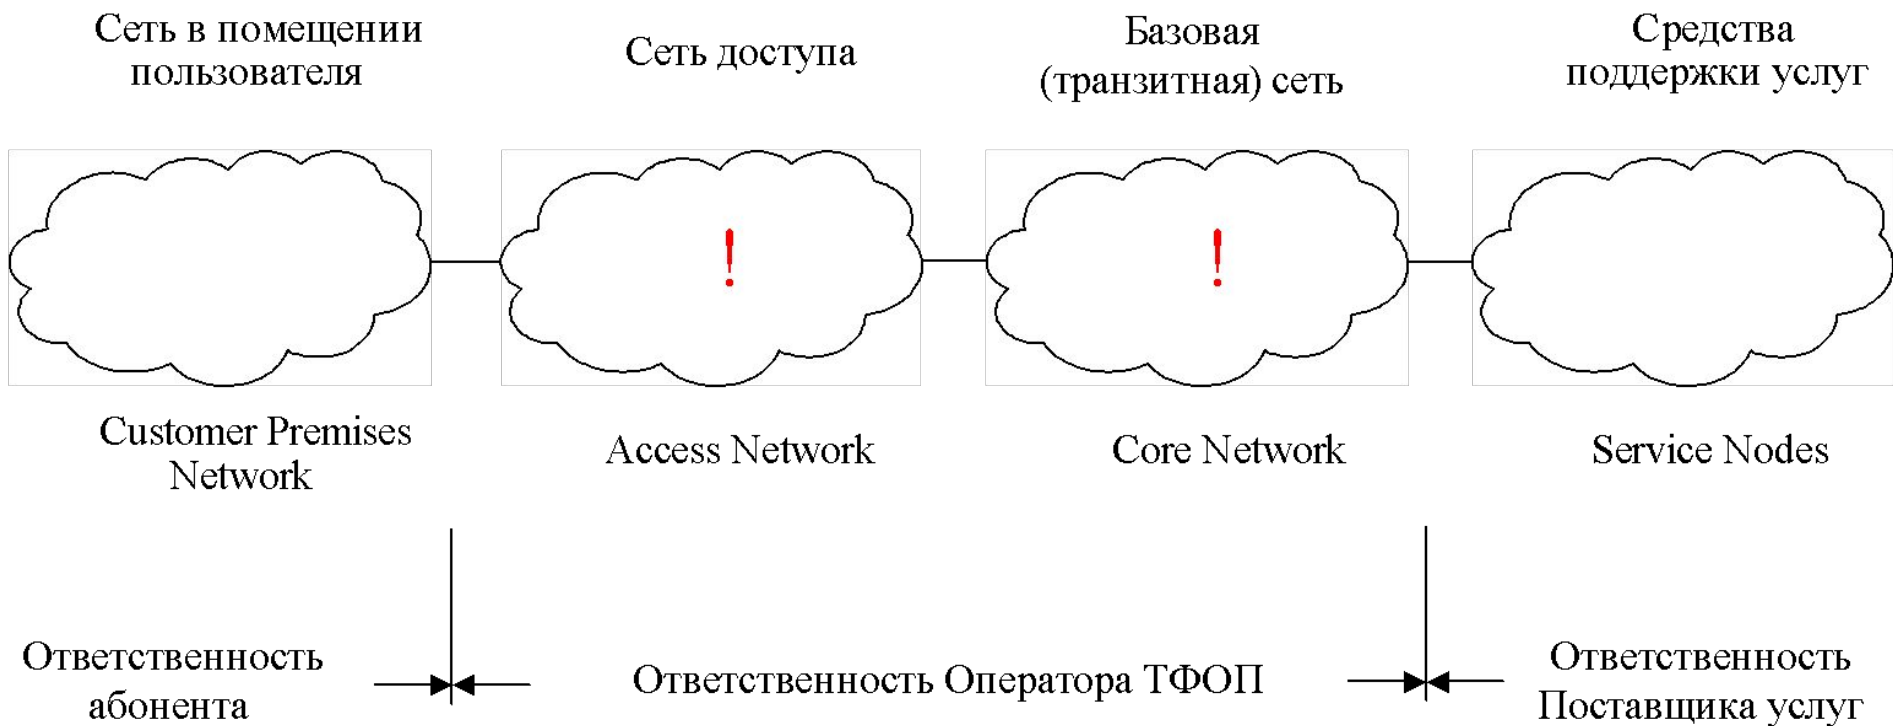 Сеть в помещении
пользователя
Сеть доступа
Базовая
(транзитная) сеть
Средства
поддержки услуг
!
!
Customer Premises
Network
Access Network
Core Network
Service Nodes
Ответственность
абонента
Ответственность Оператора ТФОП
Ответственность
Поставщика услуг